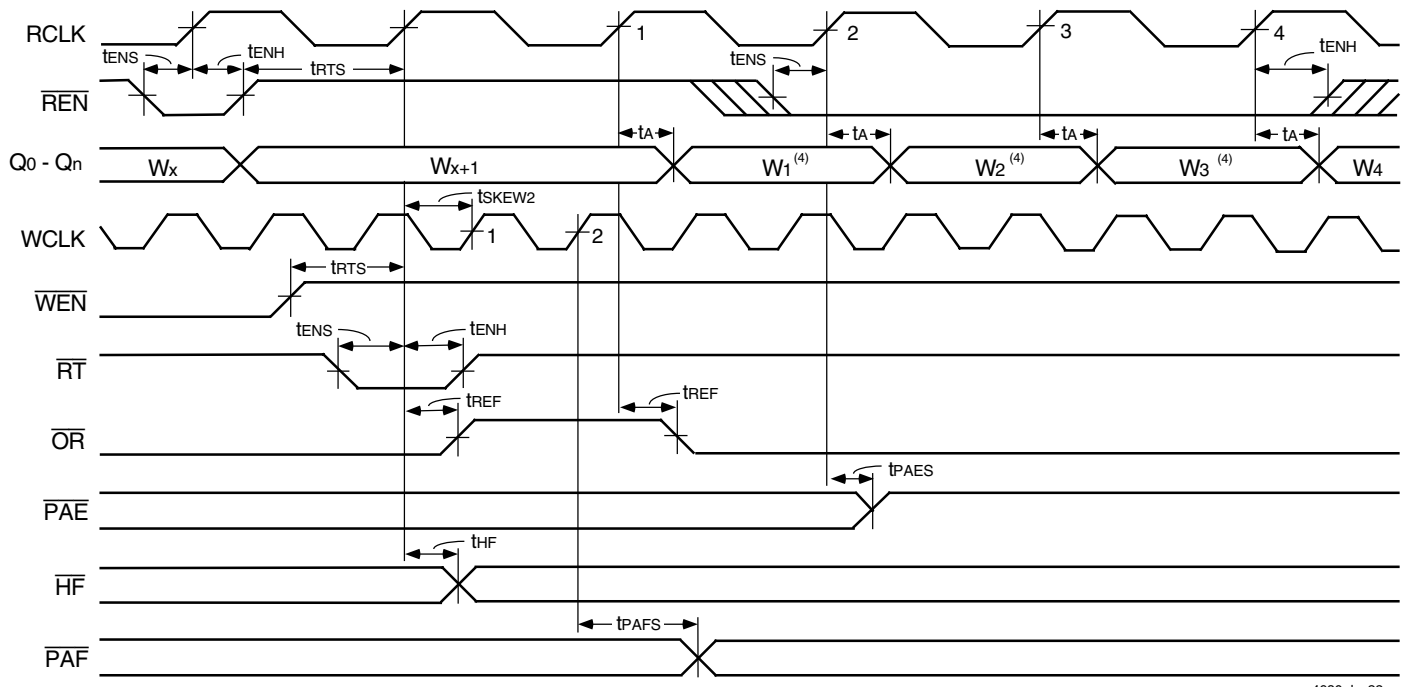 RCLK
1
2
3
4
tENS
tENH
tRTS
tENS
tENH
REN
tA
tA
tA
tA
Q0 - Qn
Wx
Wx+1
W1 (4)
W2 (4)
W3 (4)
W4
tSKEW2
WCLK
1
2
tRTS
WEN
tENS
tENH
RT
tREF
tREF
OR
tPAES
PAE
tHF
HF
tPAFS
PAF